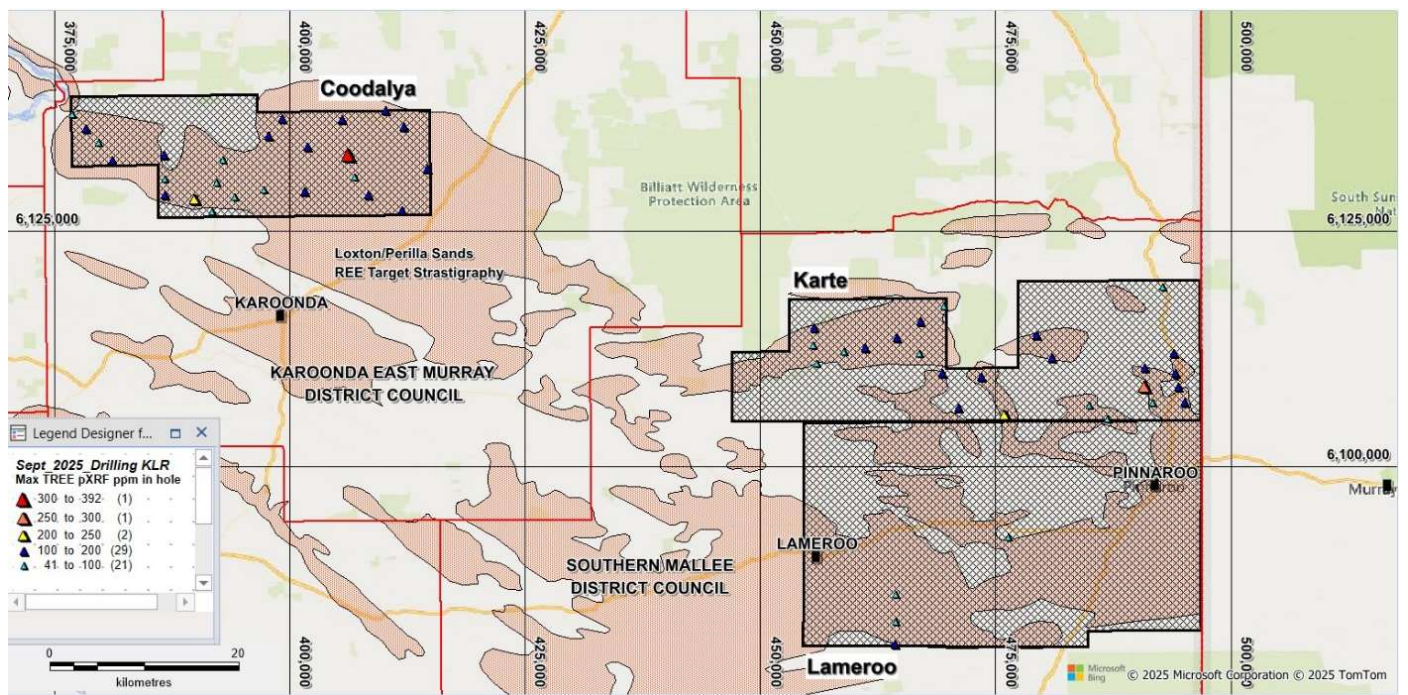 375,000
400,000
425,000
450,000
475,000
500,000
Coodalya
Billiatt Wilderness
Protection Area
South Sun
Nat
6,125,000
6,125,000
Loxton/Perilla Sands
REE Target Strastigraphy
Karte
KAROONDA
KAROONDA EAST MURRAY
DISTRICT COUNCIL
Legend Designer f...
Sept_2025_Drilling KLR
Max TREE pXRF ppm in hole
300 to 392 (1)
250 to 300 (1)
200 to 250 (2)
100 to 200 (29)
41 to 100 (21)
6,100,000
PINNAROO
Murray
LAMEROO
SOUTHERN MALLEE
DISTRICT COUNCIL
0 20
kilometres
400,000
425,000
450,000
475,000
500,000
Lameroo
Microsoft
Bing
© 2025 Microsoft Corporation © 2025 TomTom